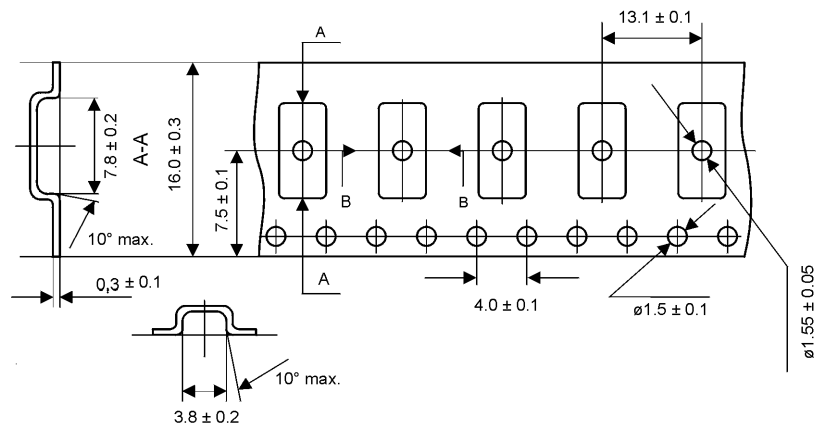 A
13.1 ± 0.1
7.8 ± 0.2
A-A
16.0 ± 0.3
7.5 ± 0.1
B
B
10° max.
A
0,3 ± 0.1
4.0 ± 0.1
ø1.5 ± 0.1
ø1.55 ± 0.05
10° max.
3.8 ± 0.2